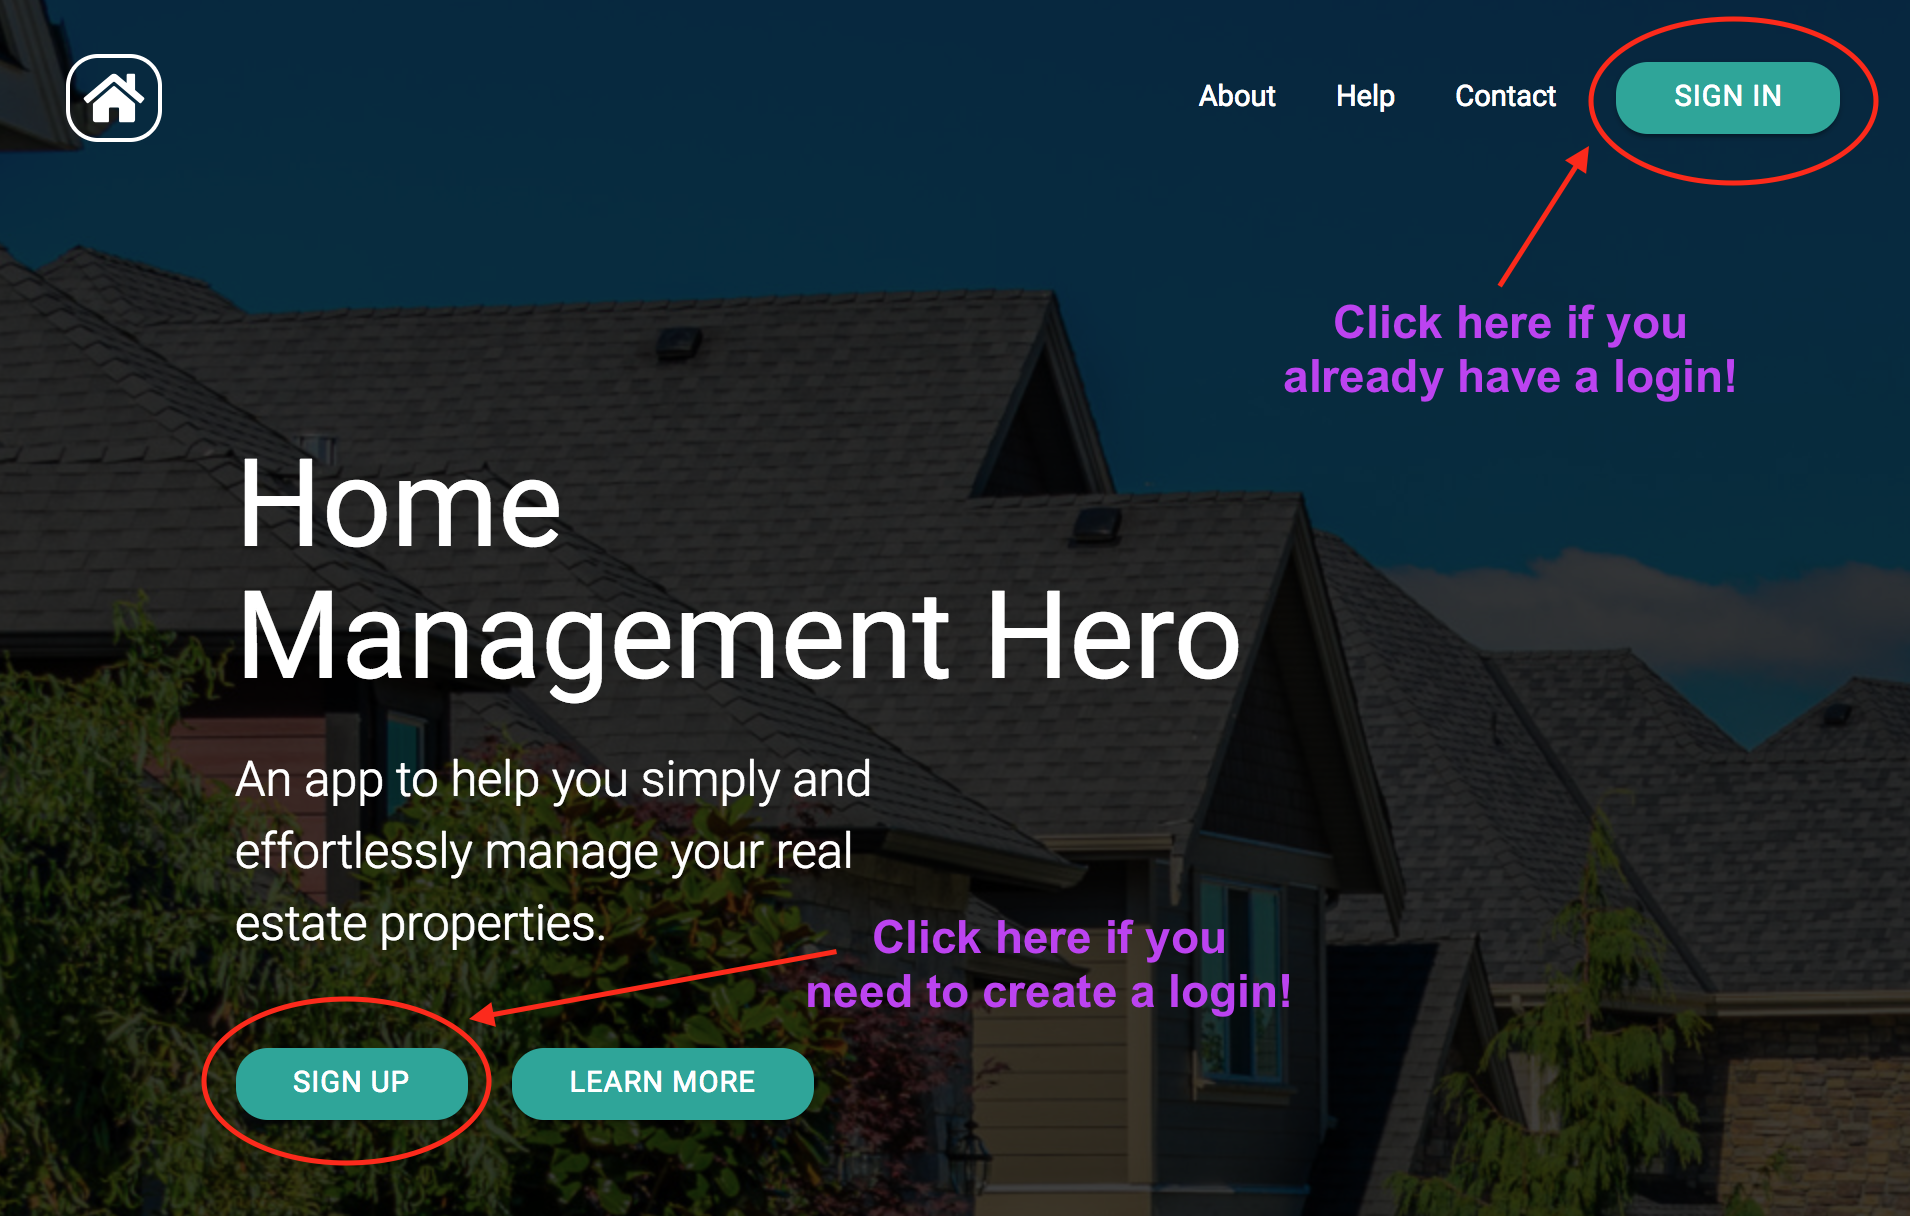 About
Help
Contact
SIGN IN
Click here if you
already have a login!
Home
Management Hero
An app to help you simply and
effortlessly manage your real
estate properties.
Click here if you
need to create a login!
SIGN UP
LEARN MORE